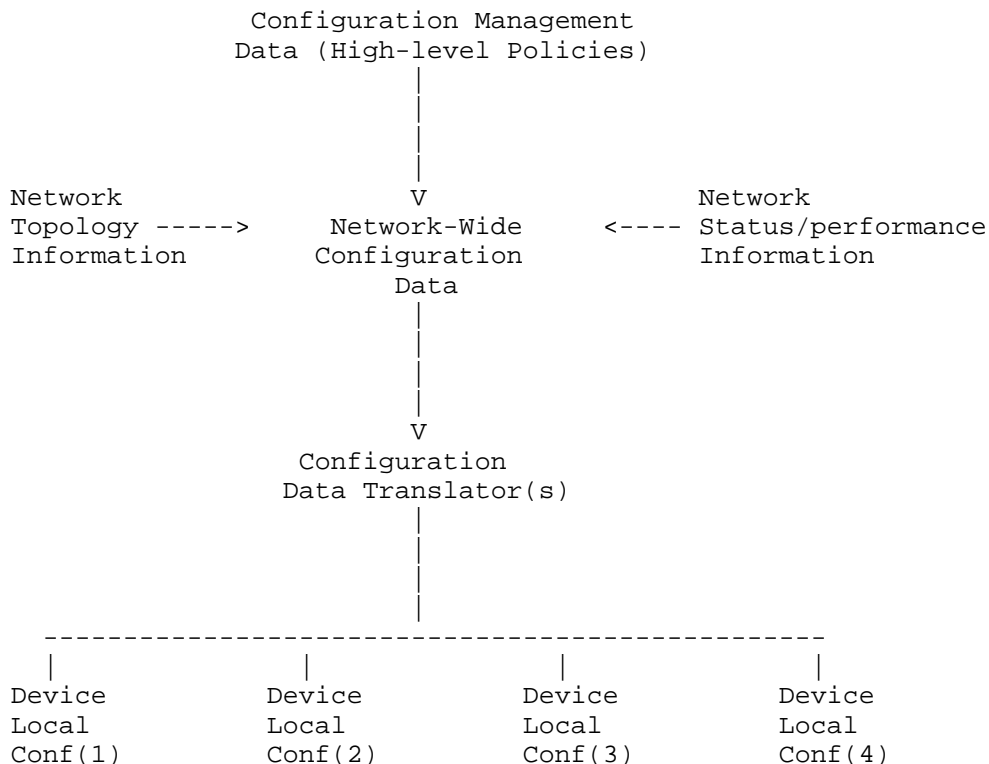 Configuration Management
Data (High-level Policies)
|
|
|
|
Network V Network
Topology -----> Network-Wide <---- Status/performance
Information Configuration Information
Data
|
|
|
|
V
Configuration
Data Translator(s)
|
|
|
|
-------------------------------------------------
| | | |
Device Device Device Device
Local Local Local Local
Conf(1) Conf(2) Conf(3) Conf(4)